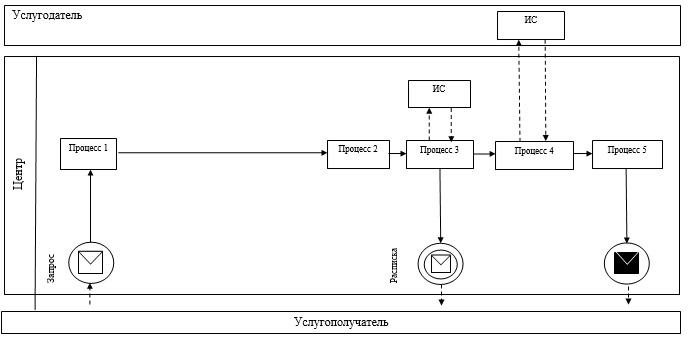 Услугодатель
ИС
ИС
Центр
Процесс 1
Процесс 2
Процесс 3
Процесс 4
Процесс 5
Запрос
Расписка
Услугополучатель